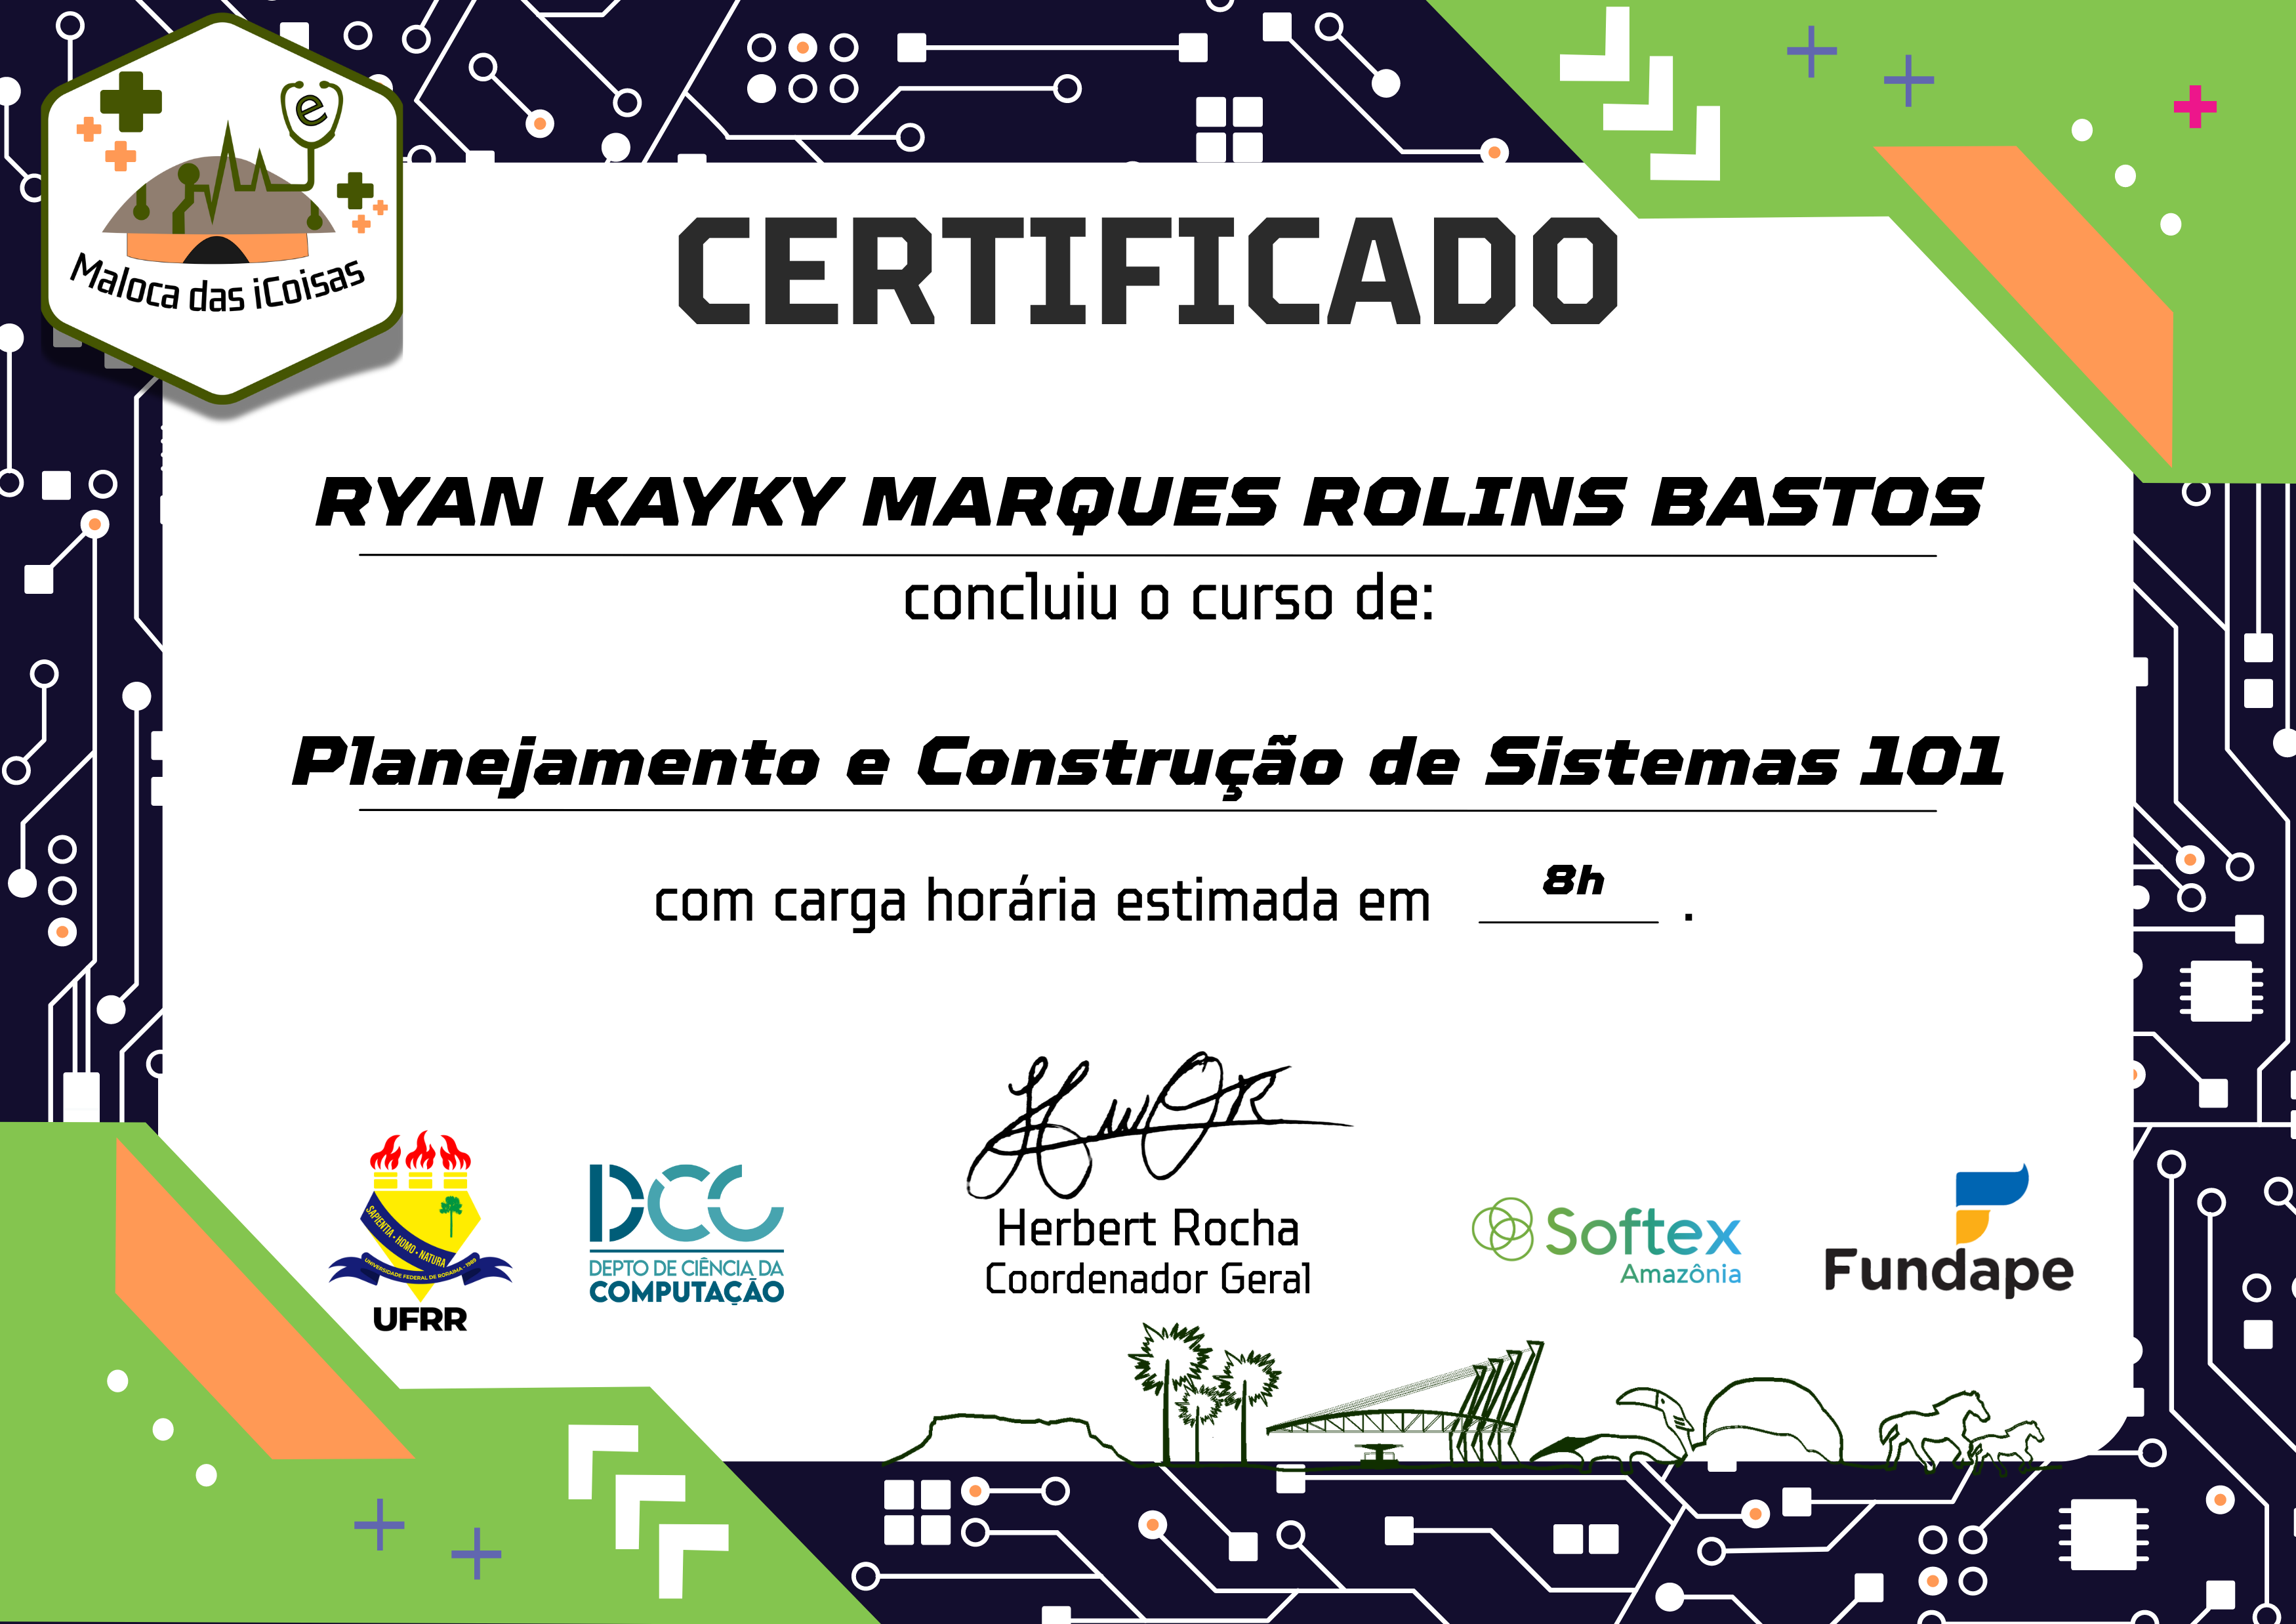 e
Maloca das iCoisas
CERTIFICADO
RYAN KAYKY MARQUES ROLINS BASTOS
concluiu o curso de:
Planejamento e Construção de Sistemas 101
com carga horária estimada em 8h .
SAPIENTIA • HOMO • NATURA
UNIVERSIDADE FEDERAL DE RORAIMA • 1989
UFRR
DCC
DEPTO DE CIÊNCIA DA
COMPUTAÇÃO
Herbert Rocha
Coordenador Geral
Softex
Amazônia
Fundape